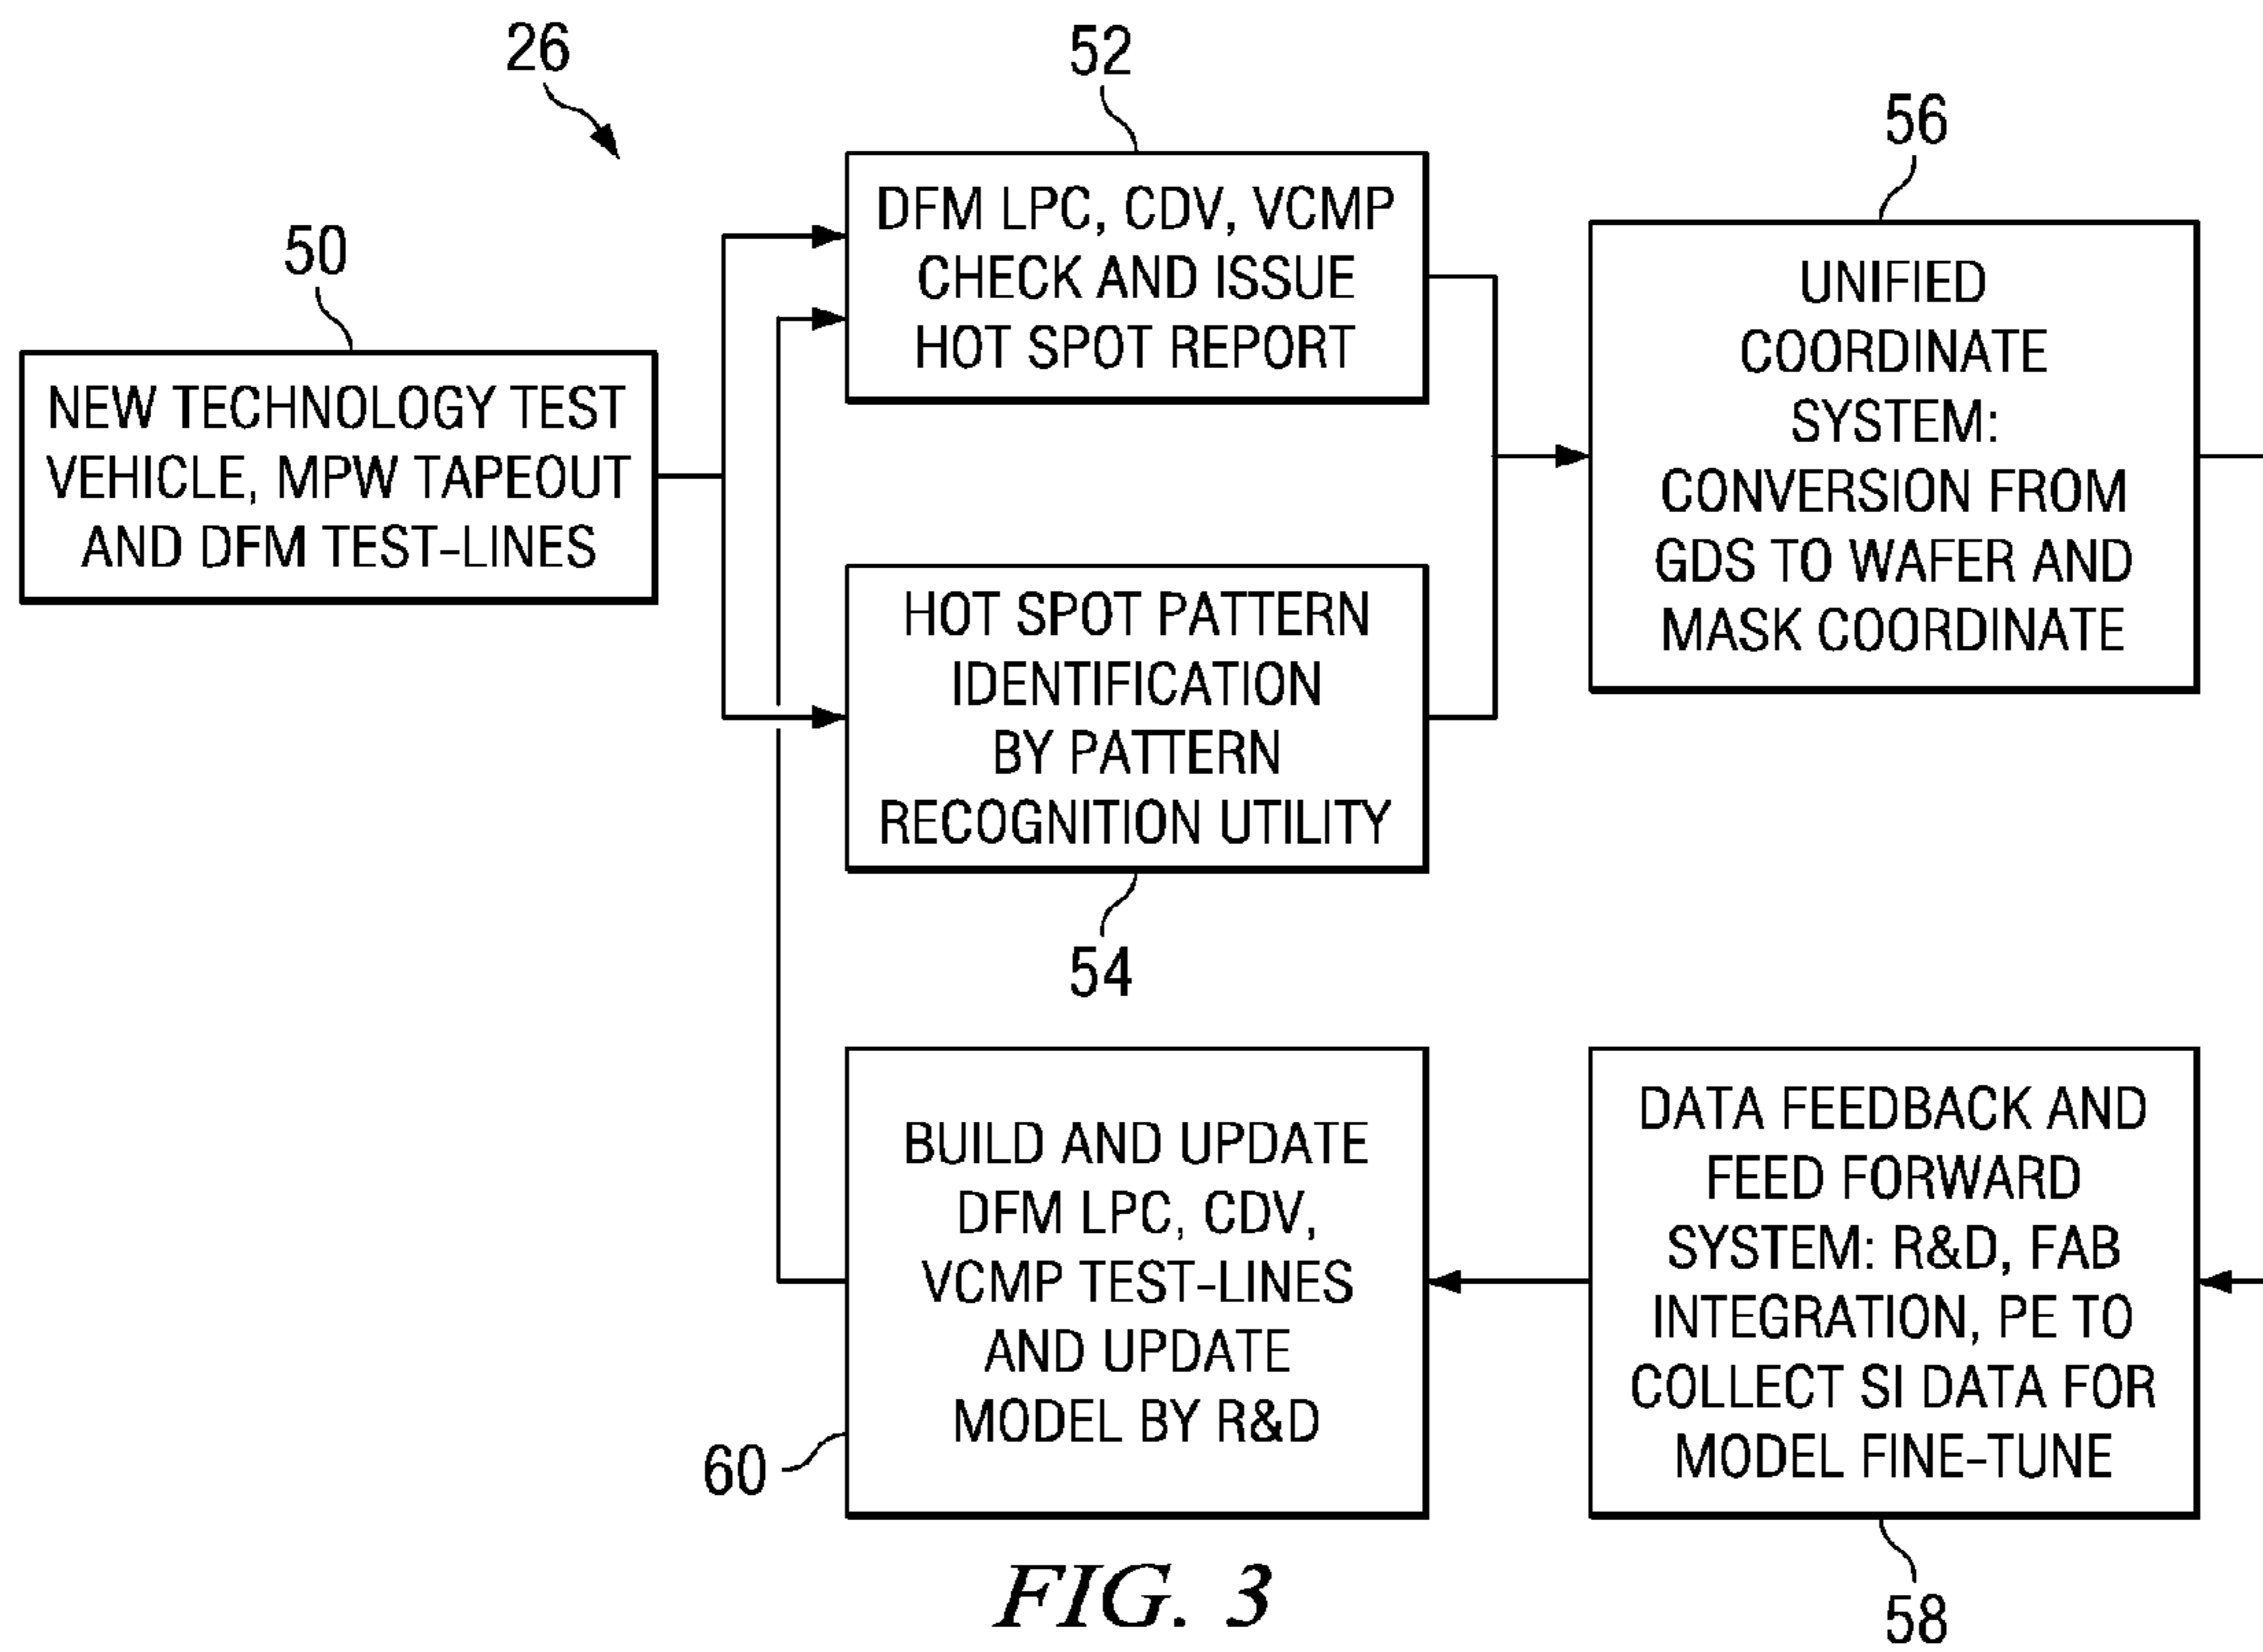 26
50
NEW TECHNOLOGY TEST
VEHICLE, MPW TAPEOUT
AND DFM TEST-LINES
52
DFM LPC, CDV, VCMP
CHECK AND ISSUE
HOT SPOT REPORT
HOT SPOT PATTERN
IDENTIFICATION
BY PATTERN
RECOGNITION UTILITY
54
56
UNIFIED
COORDINATE
SYSTEM:
CONVERSION FROM
GDS TO WAFER AND
MASK COORDINATE
BUILD AND UPDATE
DFM LPC, CDV,
VCMP TEST-LINES
AND UPDATE
MODEL BY R&D
60
DATA FEEDBACK AND
FEED FORWARD
SYSTEM: R&D, FAB
INTEGRATION, PE TO
COLLECT SI DATA FOR
MODEL FINE-TUNE
58
FIG. 3